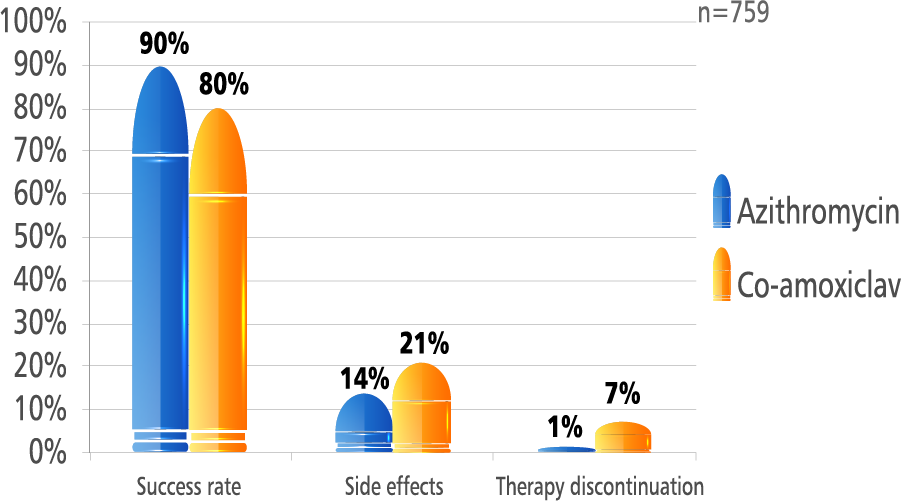 n=759
100%
90%
80%
70%
60%
50%
40%
30%
20%
10%
0%
90%
80%
14%
21%
1%
7%
Success rate
Side effects
Therapy discontinuation
Azithromycin
Co-amoxiclav